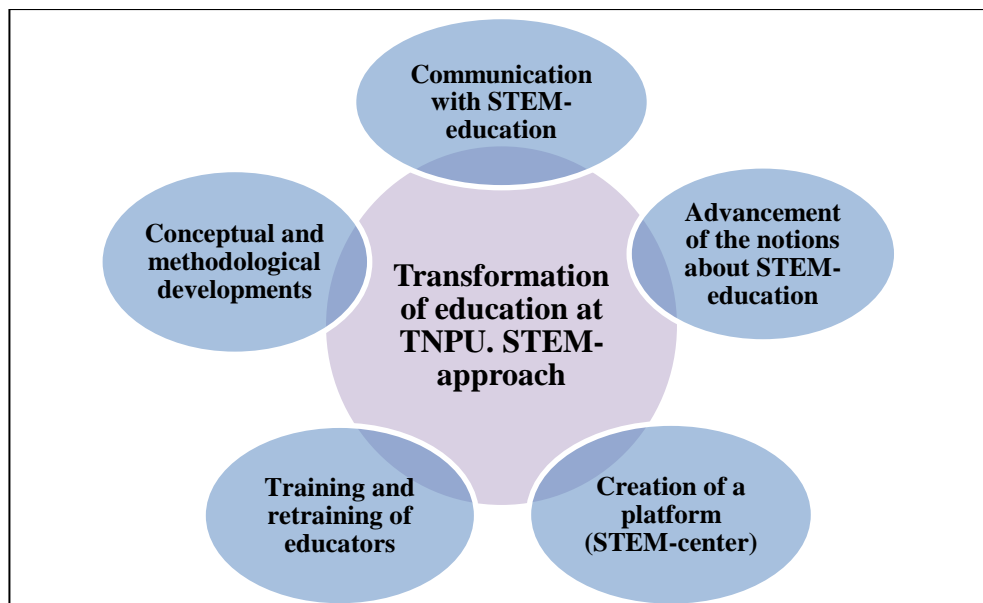 Communication
with STEM-
education
Conceptual and
methodological
developments
Advancement
of the notions
about STEM-
education
Transformation
of education at
TNPU. STEM-
approach
Training and
retraining of
educators
Creation of a
platform
(STEM-center)